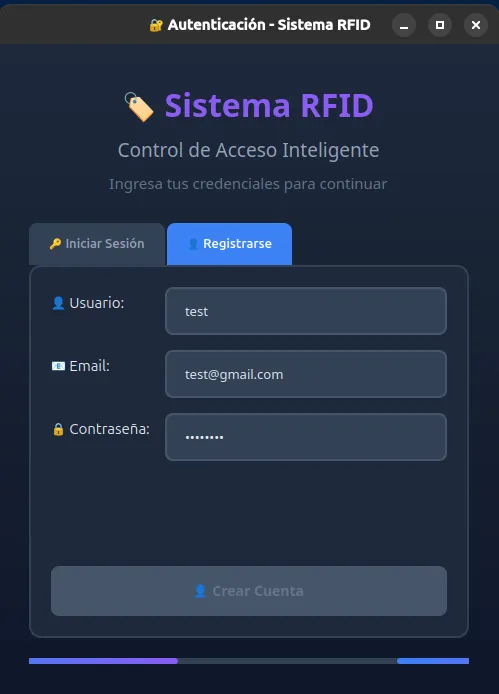 Autenticación - Sistema RFID
Sistema RFID
Control de Acceso Inteligente
Ingresa tus credenciales para continuar
Iniciar Sesión
Registrarse
Usuario:
test
Email:
test@gmail.com
Contraseña:
••••••••
Crear Cuenta